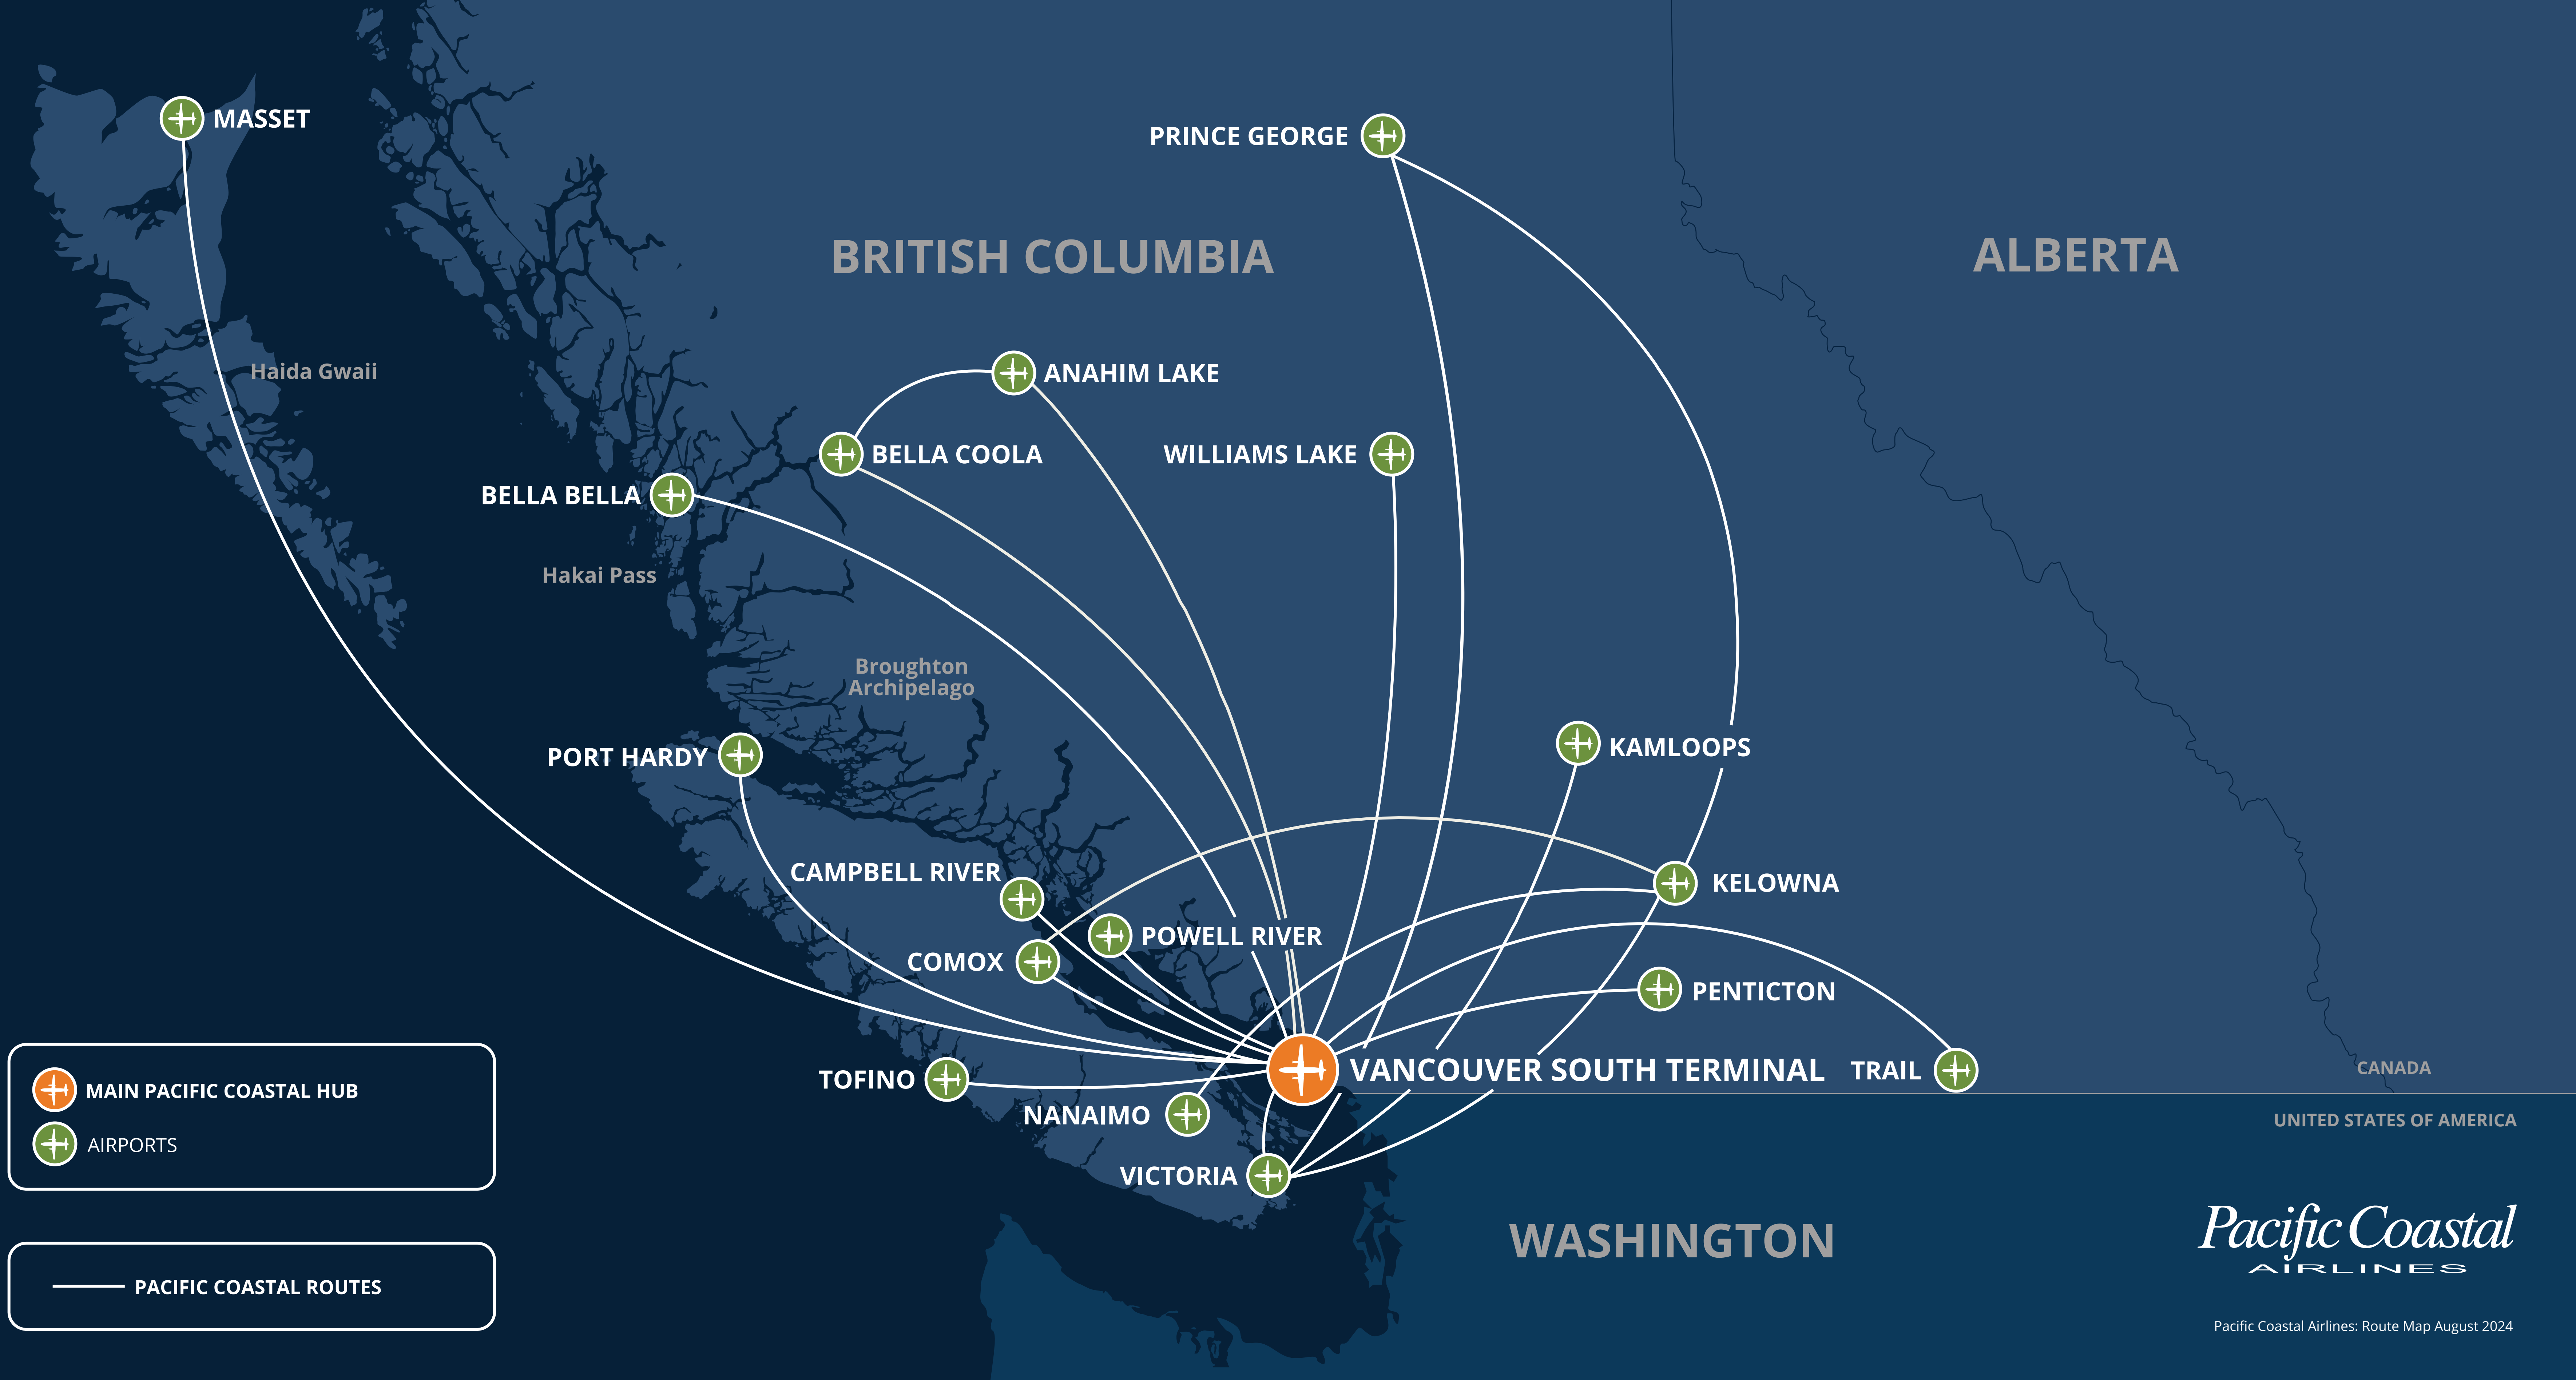 MASSET
PRINCE GEORGE
BRITISH COLUMBIA
ALBERTA
Haida Gwaii
ANAHIM LAKE
BELLA COOLA
WILLIAMS LAKE
BELLA BELLA
Hakai Pass
Broughton
Archipelago
PORT HARDY
KAMLOOPS
CAMPBELL RIVER
KELOWNA
POWELL RIVER
COMOX
PENTICTON
VANCOUVER SOUTH TERMINAL
TRAIL
CANADA
TOFINO
NANAIMO
UNITED STATES OF AMERICA
VICTORIA
WASHINGTON
MAIN PACIFIC COASTAL HUB
AIRPORTS
PACIFIC COASTAL ROUTES
Pacific Coastal
AIRLINES
Pacific Coastal Airlines: Route Map August 2024